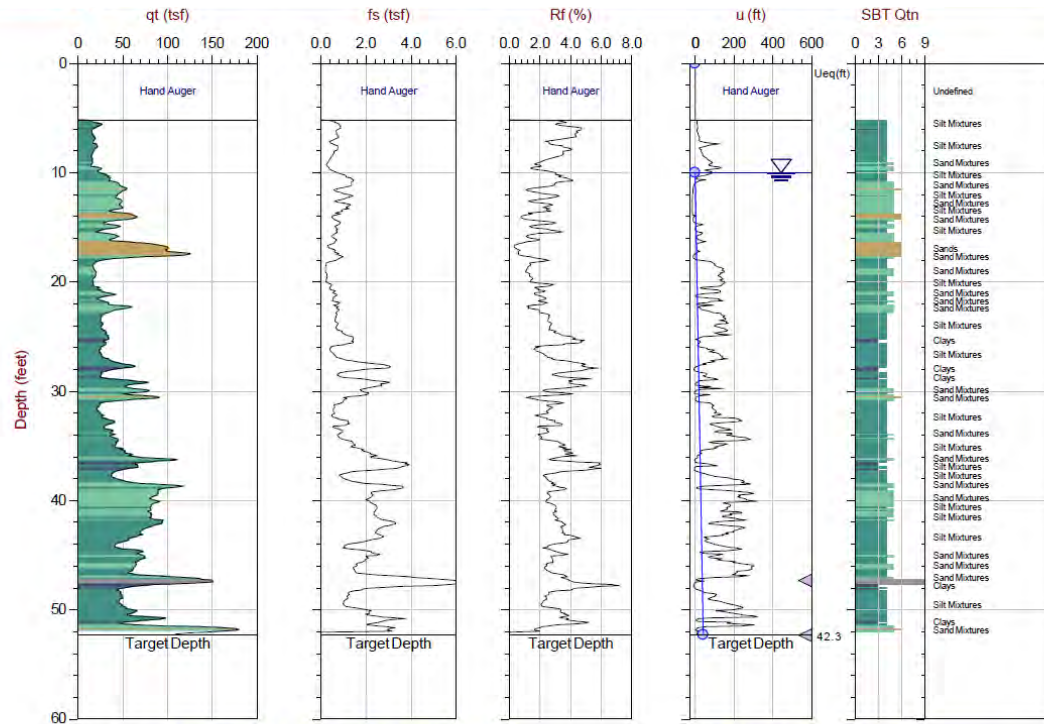 qt (tsf) fs (tsf) Rf (%) u (ft) SBT Qtn
0 50 100 150 200 0.0 2.0 4.0 6.0 0.0 2.0 4.0 6.0 8.0 0 200 400 600 0 3 6 9
0
Ueq(ft)
Hand Auger Hand Auger Hand Auger Hand Auger Undefined
Silt Mixtures
Silt Mixtures
Sand Mixtures
10
Silt Mixtures
Sand Mixtures
Silt Mixtures
Sand Mixtures
Silt Mixtures
Sand Mixtures
Silt Mixtures
Sands
Sand Mixtures
Sand Mixtures
20
Silt Mixtures
Sand Mixtures
Sand Mixtures
Sand Mixtures
Silt Mixtures
Clays
Silt Mixtures
Clays
Clays
30
Sand Mixtures
Sand Mixtures
Silt Mixtures
Depth (feet)
Sand Mixtures
Silt Mixtures
Sand Mixtures
Silt Mixtures
Silt Mixtures
Sand Mixtures
40
Sand Mixtures
Silt Mixtures
Silt Mixtures
Silt Mixtures
Sand Mixtures
Sand Mixtures
Sand Mixtures
Clays
Silt Mixtures
50
Clays
Sand Mixtures
42.3
Target Depth Target Depth Target Depth Target Depth
60